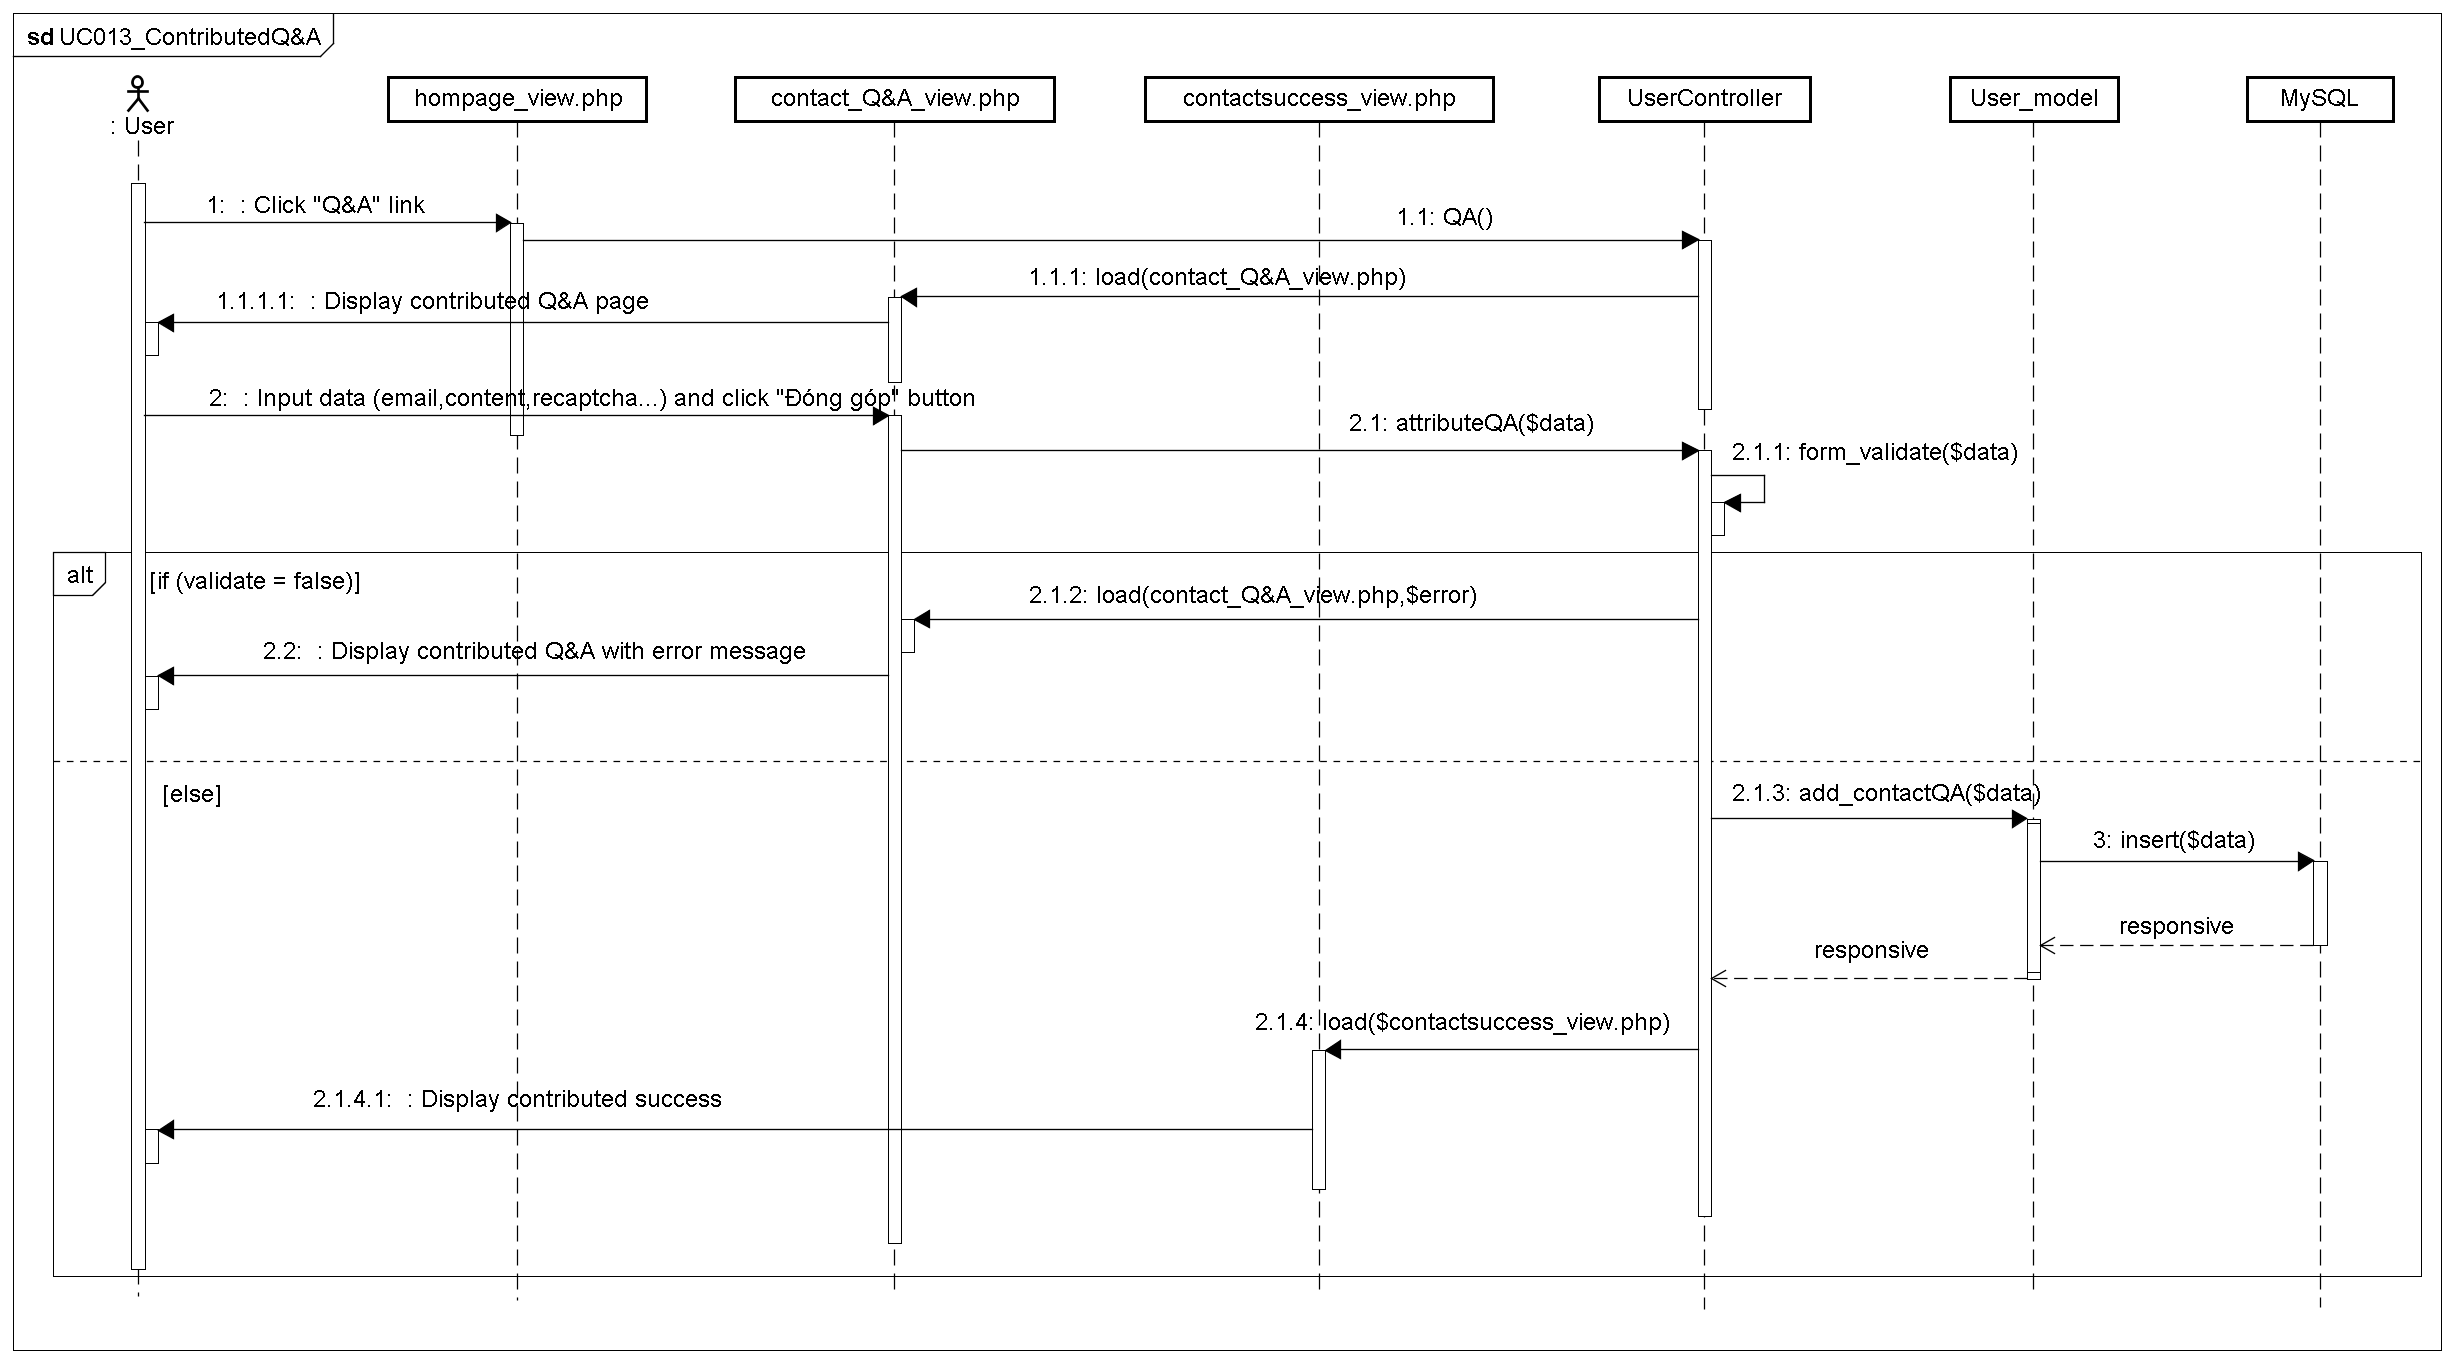 sd UC013_ContributedQ&A
: User
hompage_view.php
contact_Q&A_view.php
contactsuccess_view.php
UserController
User_model
MySQL
1:  : Click "Q&A" link
1.1: QA()
1.1.1: load(contact_Q&A_view.php)
1.1.1.1:  : Display contributed Q&A page
2:  : Input data (email,content,recaptcha...) and click "Đóng góp" button
2.1: attributeQA($data)
2.1.1: form_validate($data)
alt
[if (validate = false)]
2.1.2: load(contact_Q&A_view.php,$error)
2.2:  : Display contributed Q&A with error message
[else]
2.1.3: add_contactQA($data)
3: insert($data)
responsive
responsive
2.1.4: load($contactsuccess_view.php)
2.1.4.1:  : Display contributed success